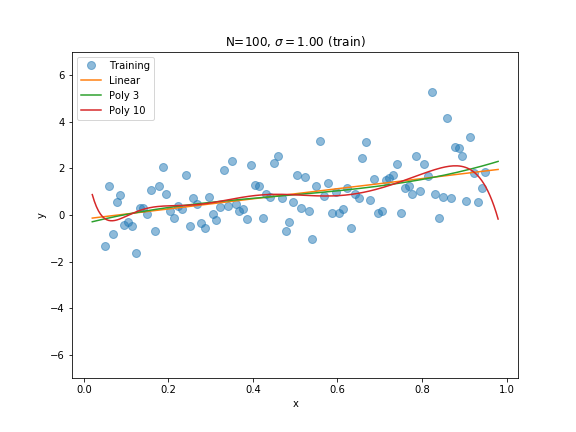 N=100, σ = 1.00 (train)
Training
Linear
Poly 3
Poly 10
6
4
2
0
−2
−4
−6
y
0.0 0.2 0.4 0.6 0.8 1.0
x